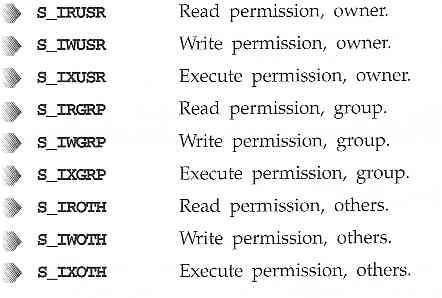 S_IRUSR Read permission, owner.
S_IWUSR Write permission, owner.
S_IXUSR Execute permission, owner.
S_IRGRP Read permission, group.
S_IWGRP Write permission, group.
S_IXGRP Execute permission, group.
S_IROTH Read permission, others.
S_IWOTH Write permission, others.
S_IXOTH Execute permission, others.